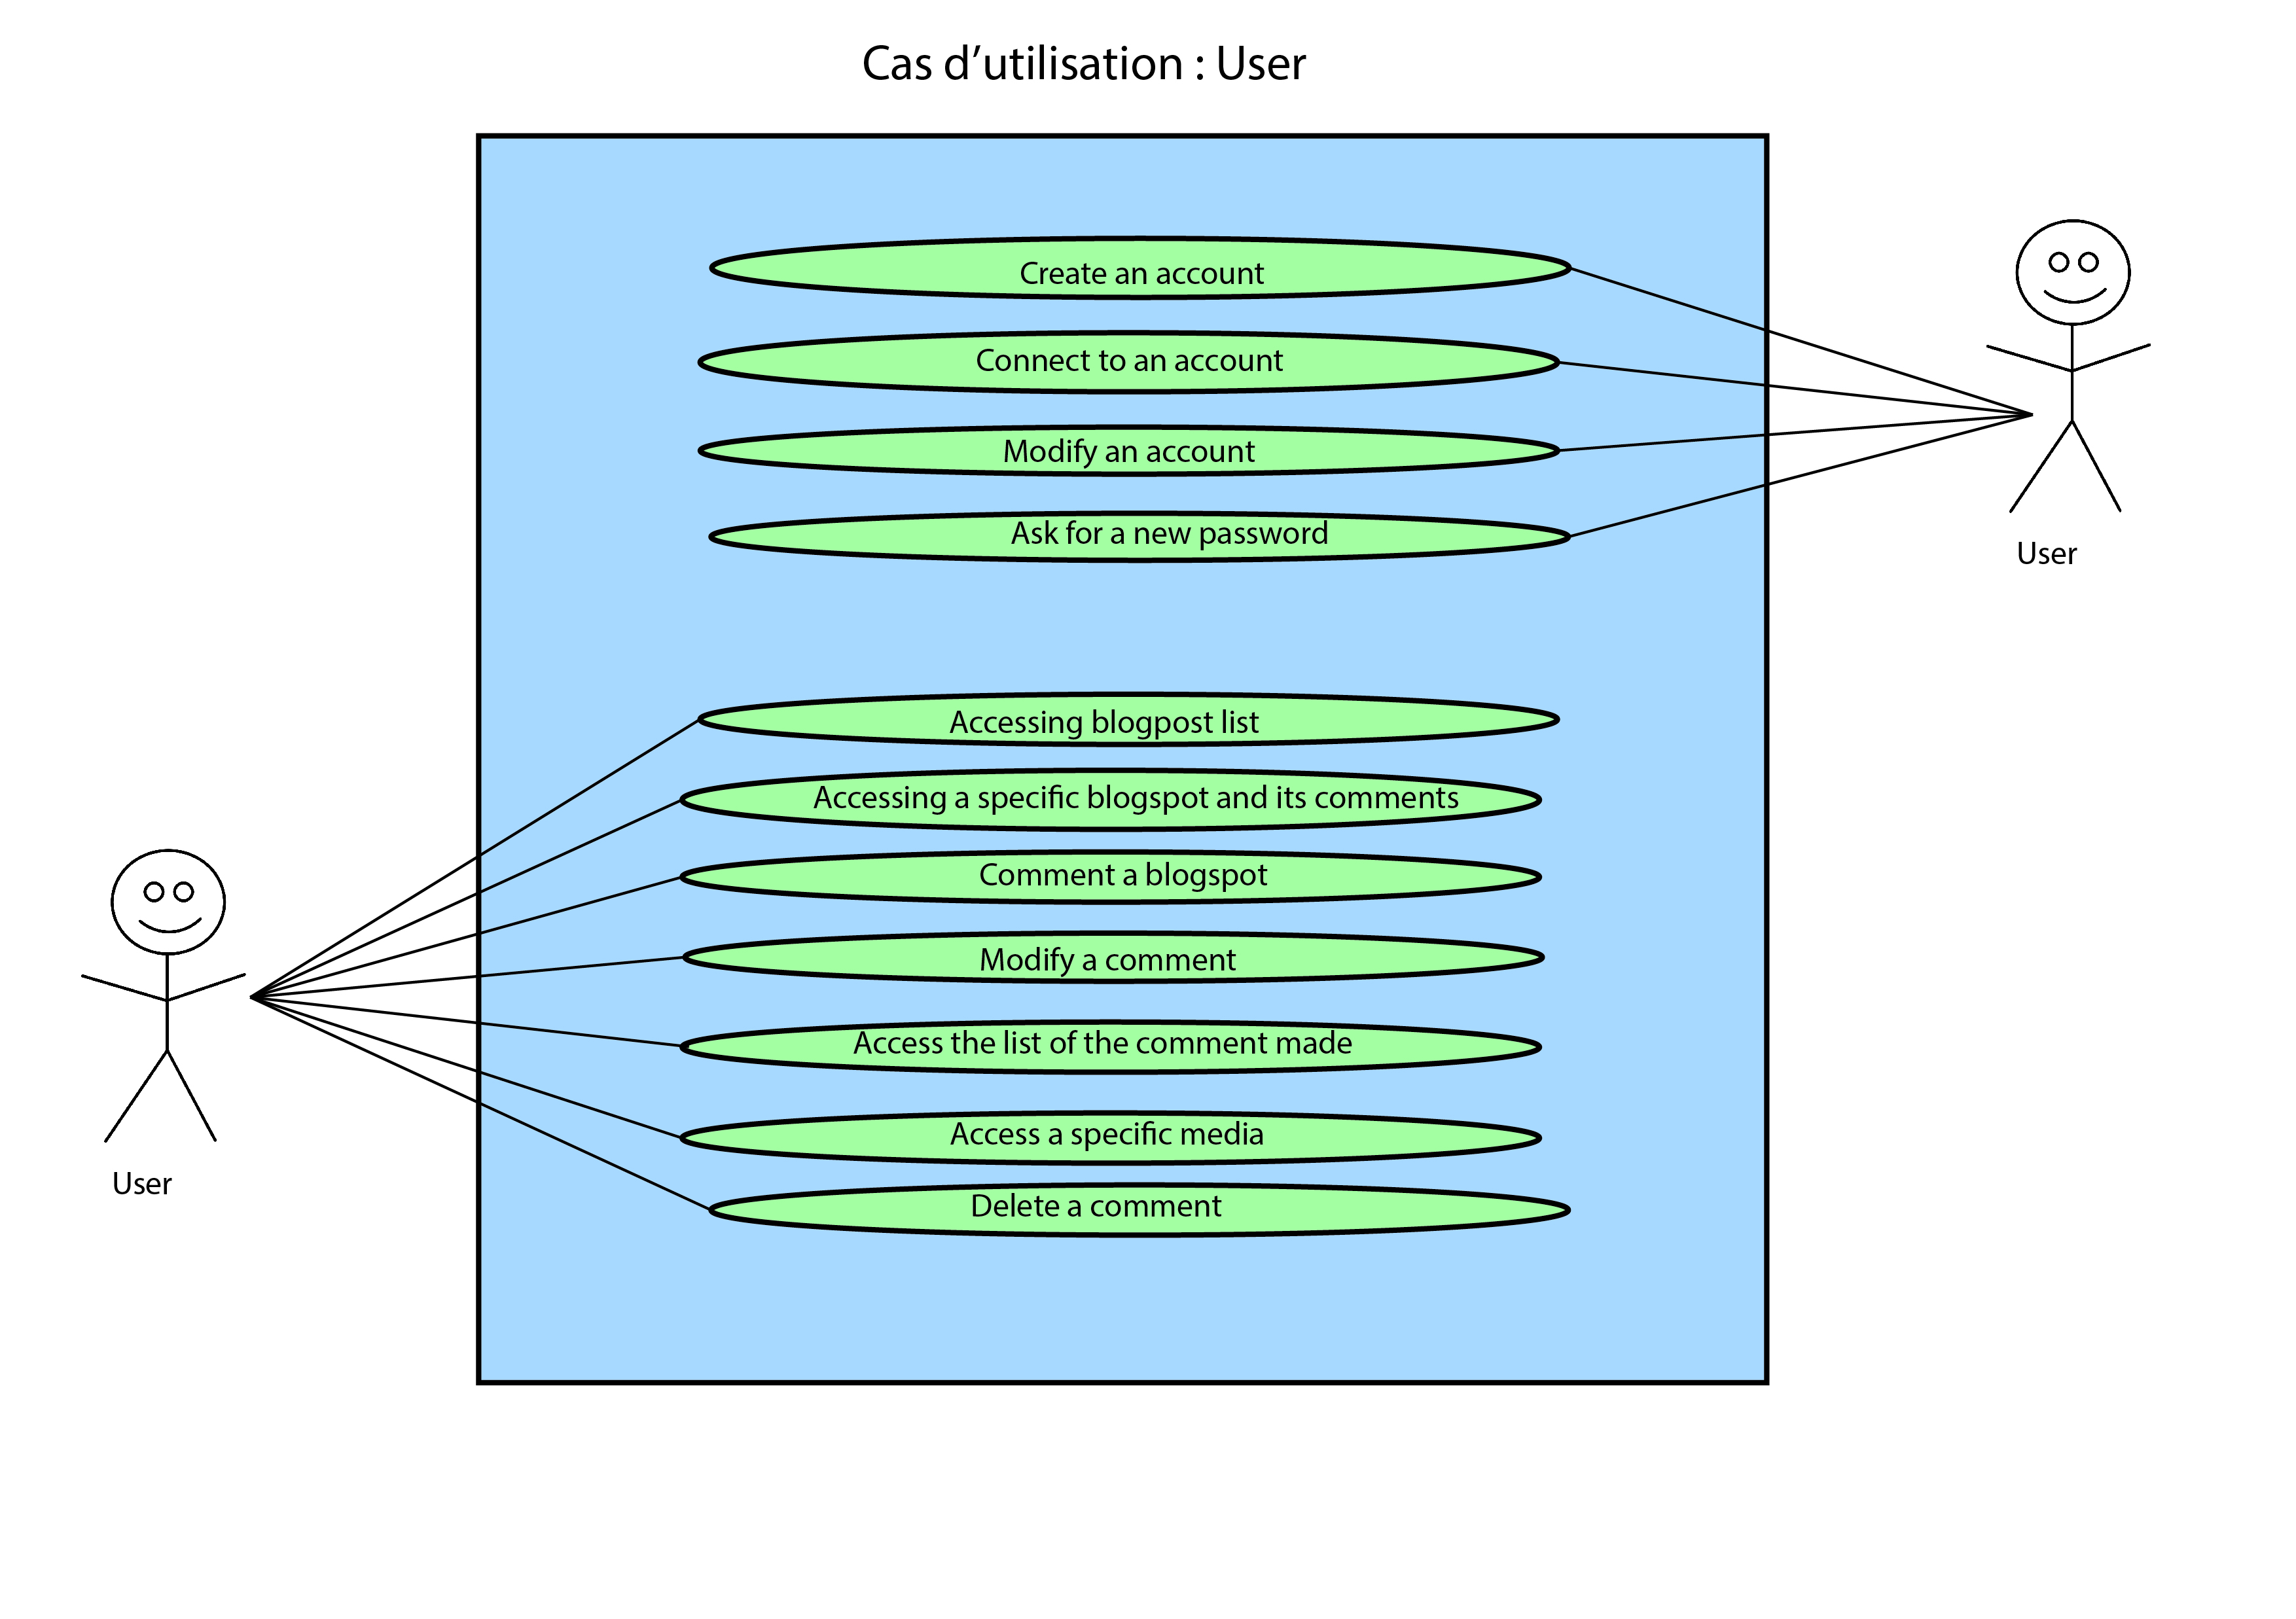 Cas d’utilisation : User
Create an account
Connect to an account
Modify an account
Ask for a new password
User
Accessing blogpost list
Accessing a specific blogspot and its comments
Comment a blogspot
Modify a comment
Access the list of the comment made
Access a specific media
User
Delete a comment